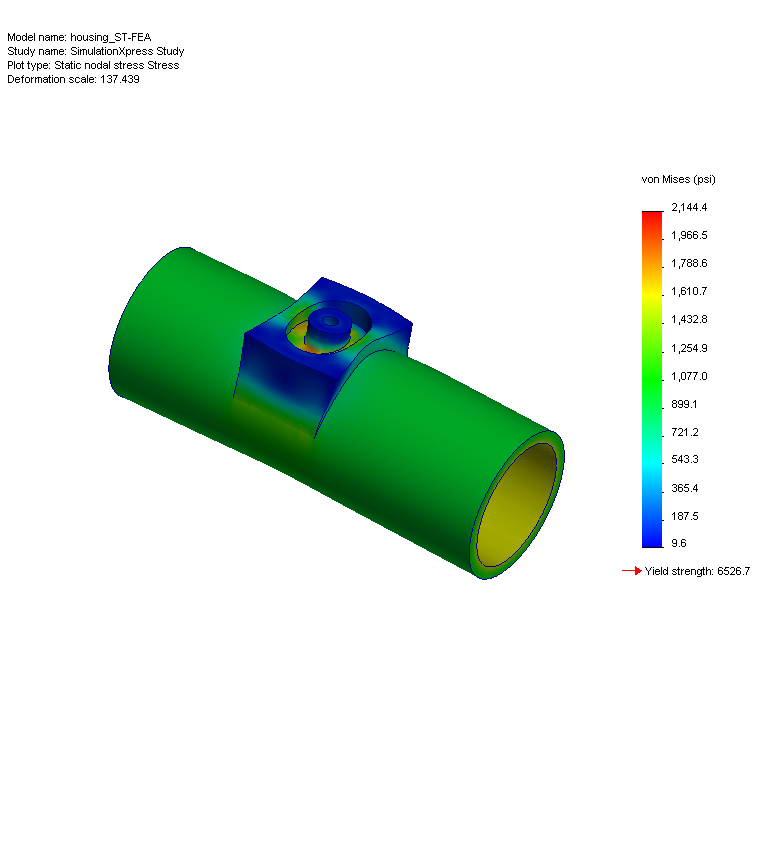 Model name: housing_ST-FEA
Study name: SimulationXpress Study
Plot type: Static nodal stress Stress
Deformation scale: 137.439
von Mises (psi)
2,144.4
1,966.5
1,788.6
1,610.7
1,432.8
1,254.9
1,077.0
899.1
721.2
543.3
365.4
187.5
9.6
Yield strength: 6526.7